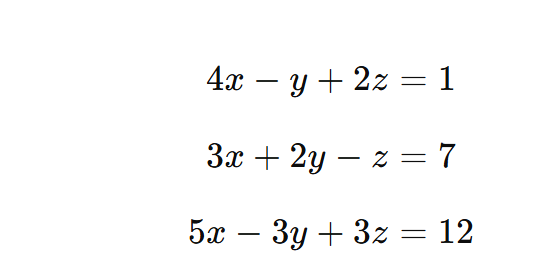 4x − y + 2z = 1
3x + 2y − z = 7
5x − 3y + 3z = 12